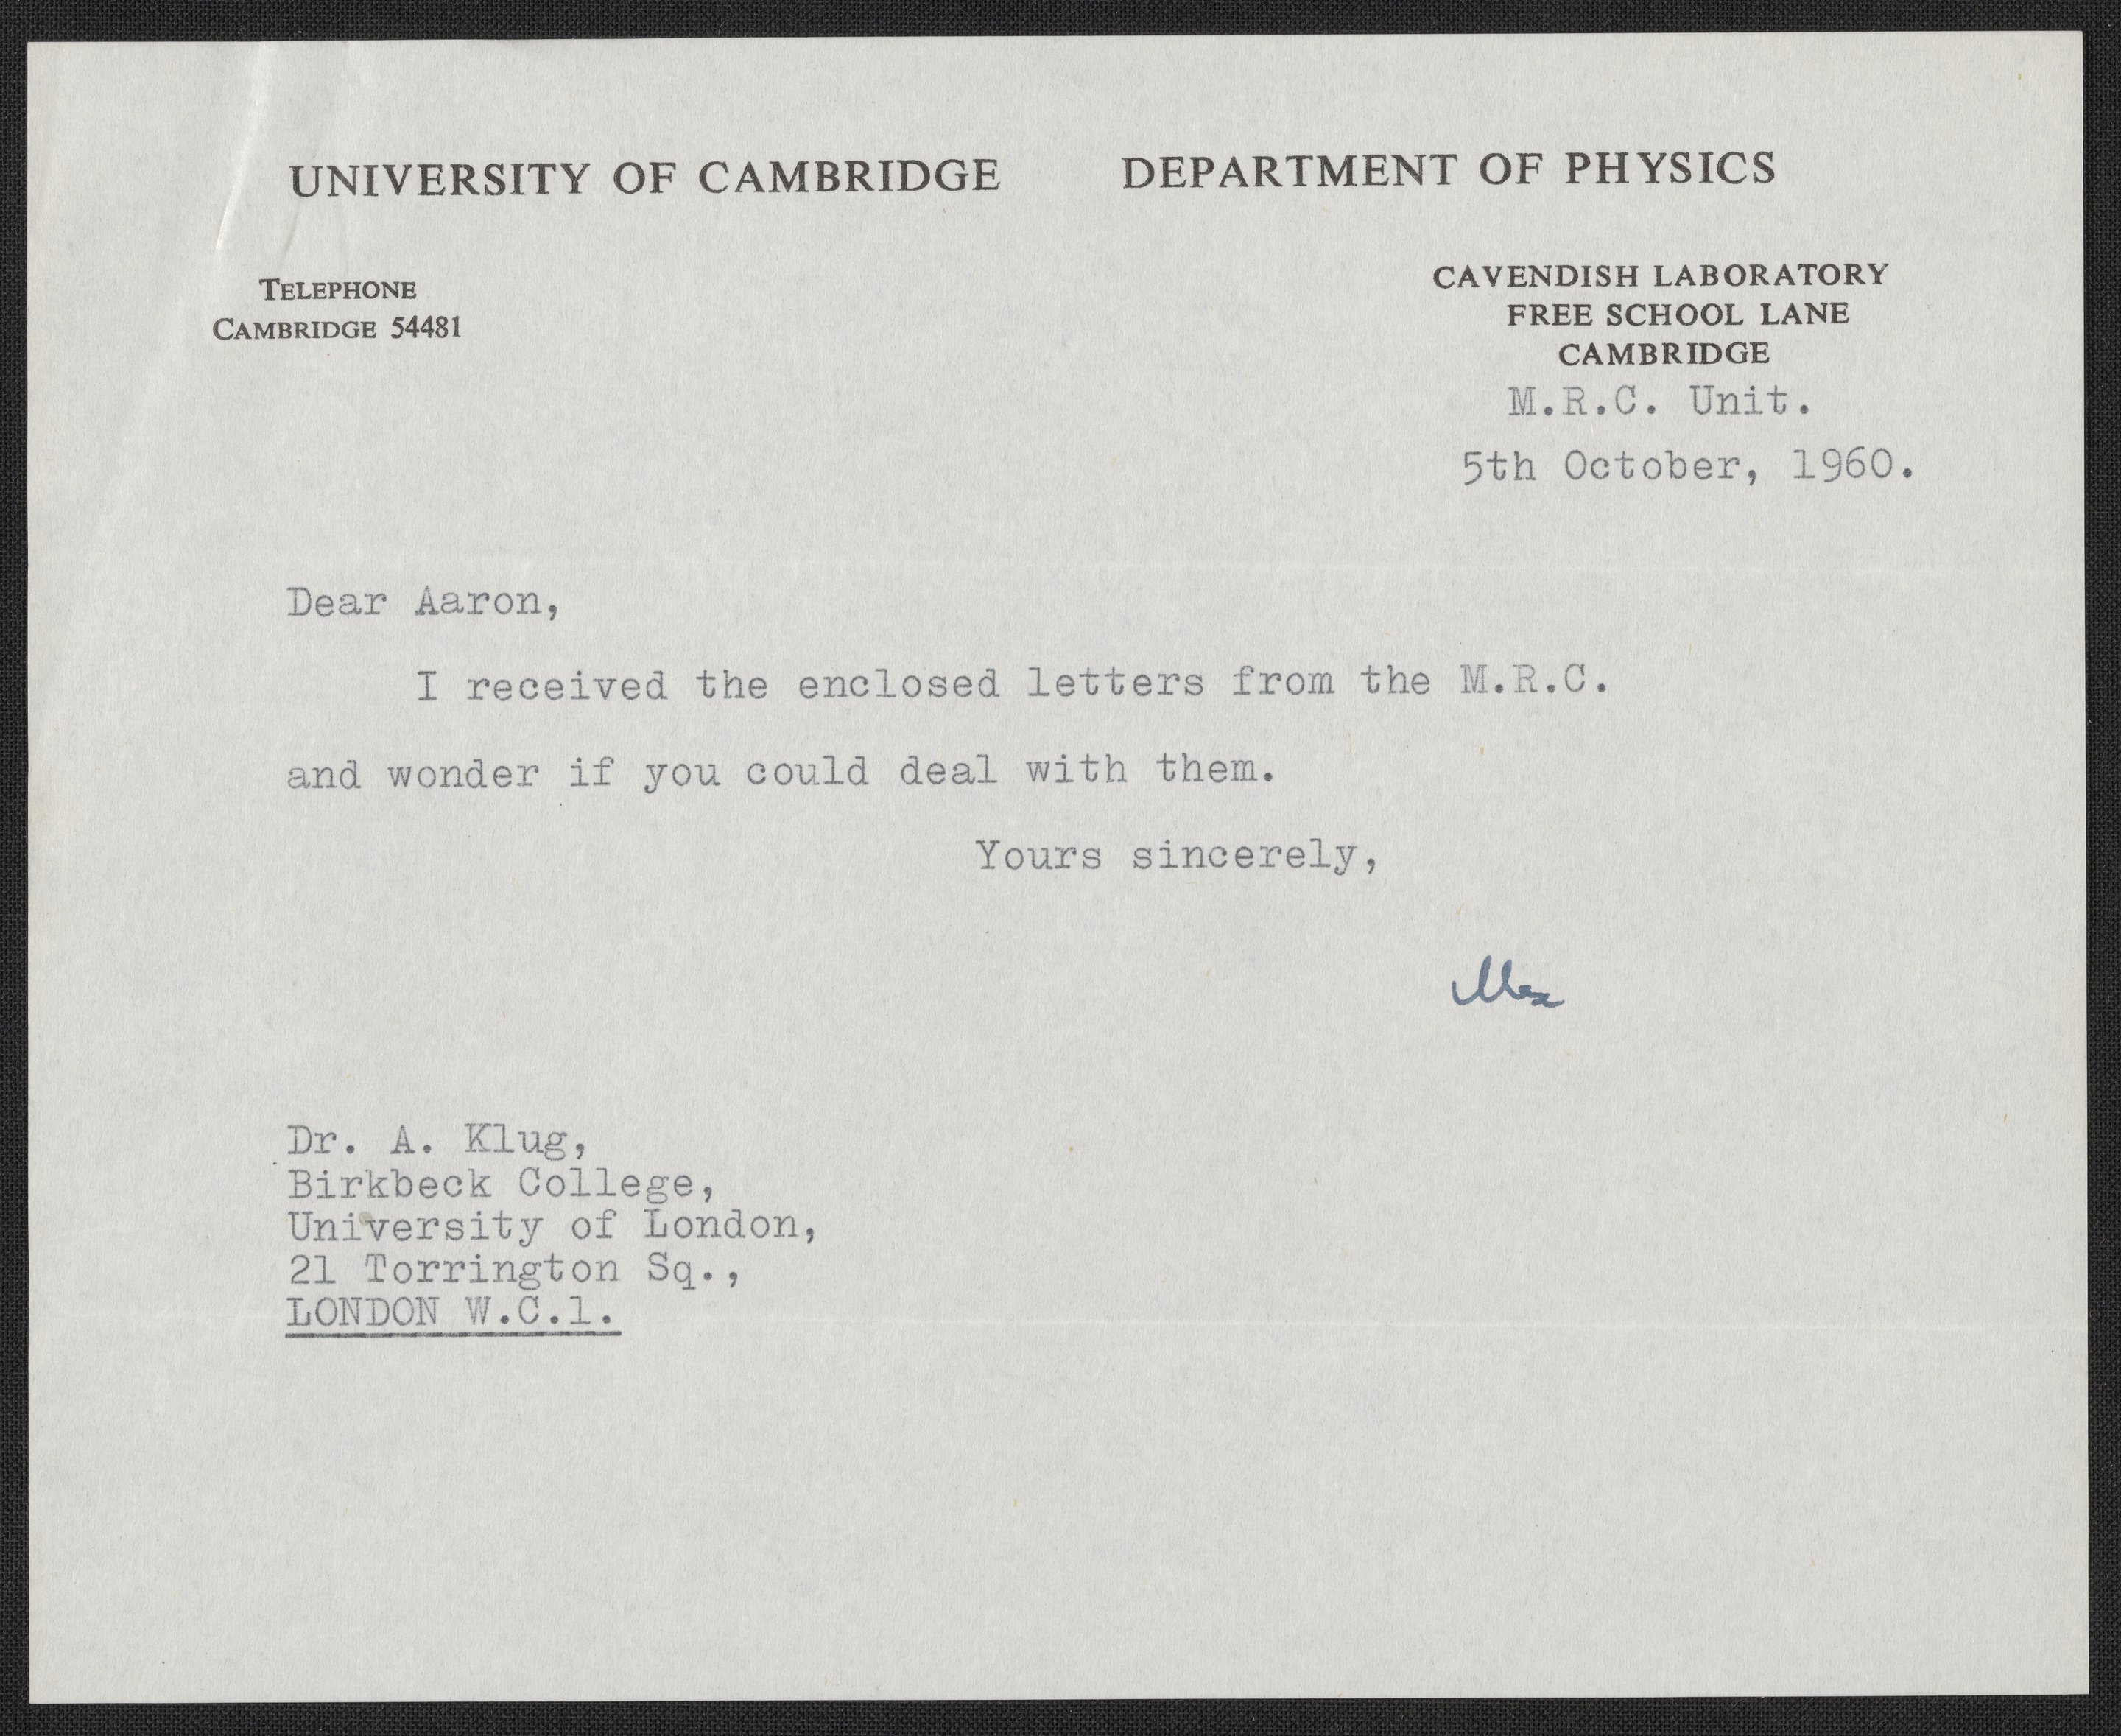 UNIVERSITY OF CAMBRIDGE DEPARTMENT OF PHYSICS
TELEPHONE
CAMBRIDGE 54481
CAVENDISH LABORATORY
FREE SCHOOL LANE
CAMBRIDGE
M.R.C. Unit.
5th October, 1960.
Dear Aaron,
I received the enclosed letters from the M.R.C.
and wonder if you could deal with them.
Yours sincerely,
Max
Dr. A. Klug,
Birkbeck College,
University of London,
21 Torrington Sq.,
LONDON W.C.1.